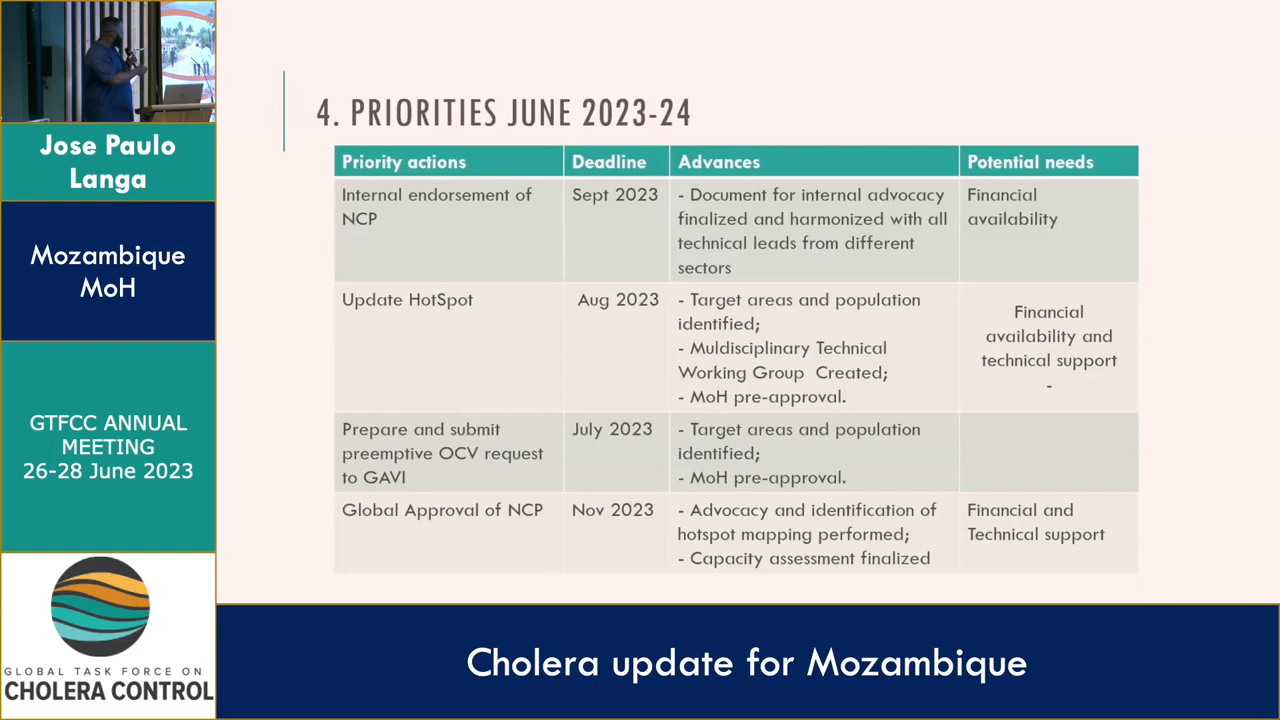 Jose Paulo
Langa
Mozambique
MoH
GTFCC ANNUAL
MEETING
26-28 June 2023
GLOBAL TASK FORCE ON
CHOLERA CONTROL
4. PRIORITIES JUNE 2023-24
Priority actions Deadline Advances Potential needs
Internal endorsement of
NCP
Sept 2023
- Document for internal advocacy
finalized and harmonized with all
technical leads from different
sectors
Financial
availability
Update HotSpot
Aug 2023
- Target areas and population
identified;
- Muldisciplinary Technical
Working Group Created;
- MoH pre-approval.
Financial
availability and
technical support
-
Prepare and submit
preemptive OCV request
to GAVI
July 2023
- Target areas and population
identified;
- MoH pre-approval.
Global Approval of NCP
Nov 2023
- Advocacy and identification of
hotspot mapping performed;
- Capacity assessment finalized
Financial and
Technical support
Cholera update for Mozambique